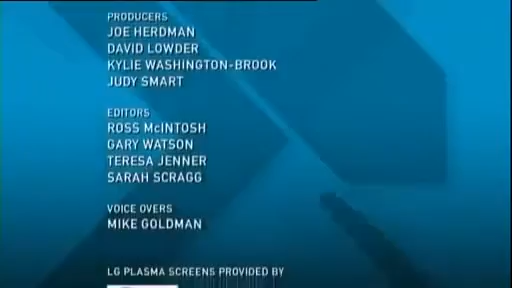 PRODUCERS
JOE HERDMAN
DAVID LOWDER
KYLIE WASHINGTON-BROOK
JUDY SMART
EDITORS
ROSS McINTOSH
GARY WATSON
TERESA JENNER
SARAH SCRAGG
VOICE OVERS
MIKE GOLDMAN
LG PLASMA SCREENS PROVIDED BY